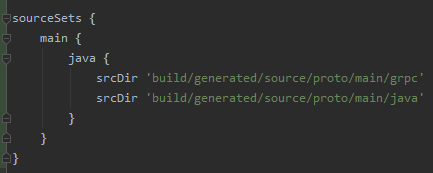 sourceSets {
    main {
        java {
            srcDir 'build/generated/source/proto/main/grpc'
            srcDir 'build/generated/source/proto/main/java'
        }
    }
}